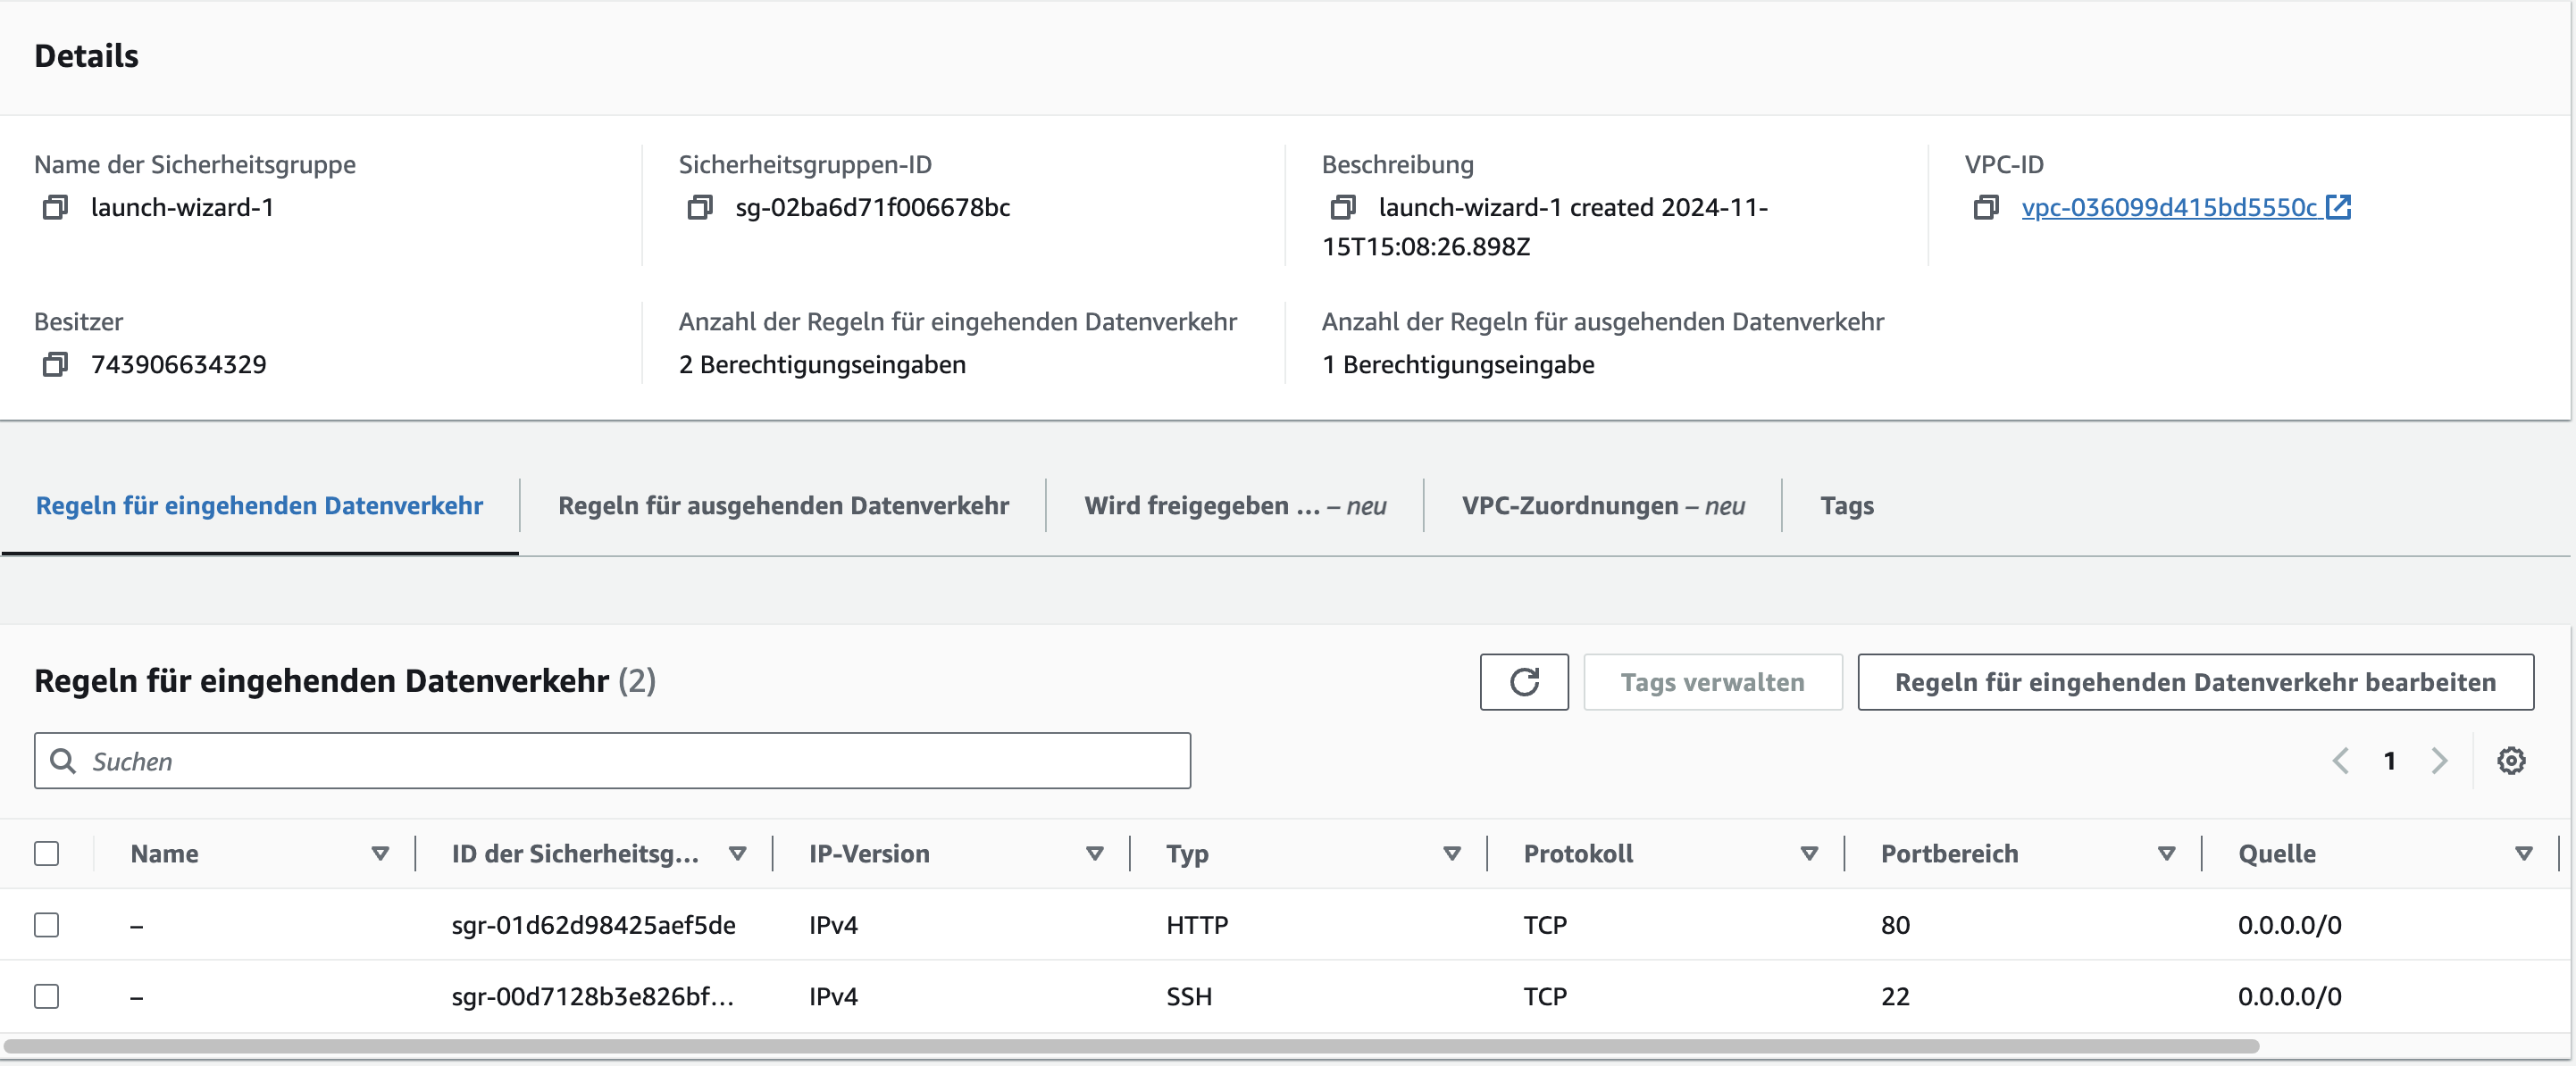 Details
Name der Sicherheitsgruppe
launch-wizard-1
Sicherheitsgruppen-ID
sg-02ba6d71f006678bc
Beschreibung
launch-wizard-1 created 2024-11-
15T15:08:26.898Z
VPC-ID
vpc-036099d415bd5550c
Besitzer
743906634329
Anzahl der Regeln für eingehenden Datenverkehr
2 Berechtigungseingaben
Anzahl der Regeln für ausgehenden Datenverkehr
1 Berechtigungseingabe
Regeln für eingehenden Datenverkehr
Regeln für ausgehenden Datenverkehr
Wird freigegeben ... – neu
VPC-Zuordnungen – neu
Tags
Regeln für eingehenden Datenverkehr (2)
Tags verwalten
Regeln für eingehenden Datenverkehr bearbeiten
Suchen
1
Name ID der Sicherheitsg... IP-Version Typ Protokoll Portbereich Quelle
– sgr-01d62d98425aef5de IPv4 HTTP TCP 80 0.0.0.0/0
– sgr-00d7128b3e826bf... IPv4 SSH TCP 22 0.0.0.0/0